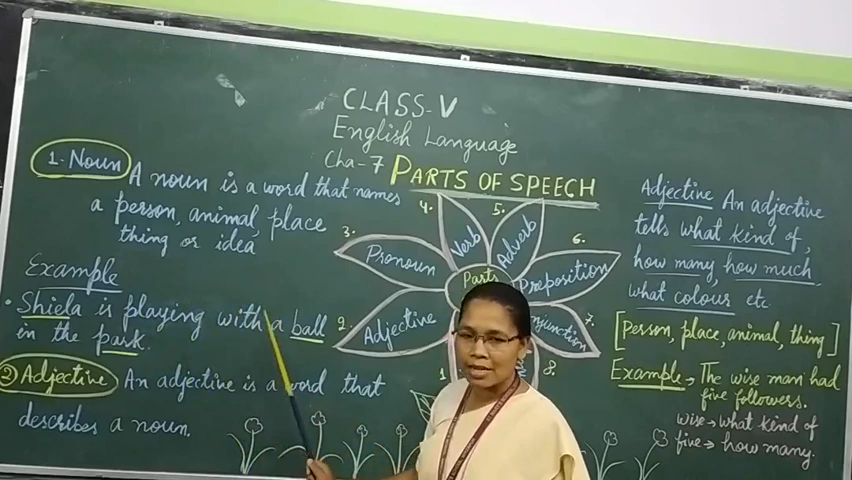 CLASS-V
English Language
Cha-7 PARTS OF SPEECH
1. Noun A noun is a word that names
a person, animal, place
thing or idea
Example
Shiela is playing with a ball
in the park.
2 Adjective An adjective is a word that
describes a noun.
4.
5.
3.
6.
Verb
Adverb
Pronoun
Preposition
Parts
2.
Adjective
njunction
7.
1
8
Adjective An adjective
tells what kind of,
how many, how much
what colour etc
[person, place, animal, thing]
Example → The wise man had
five followers.
wise → what kind of
five → how many.